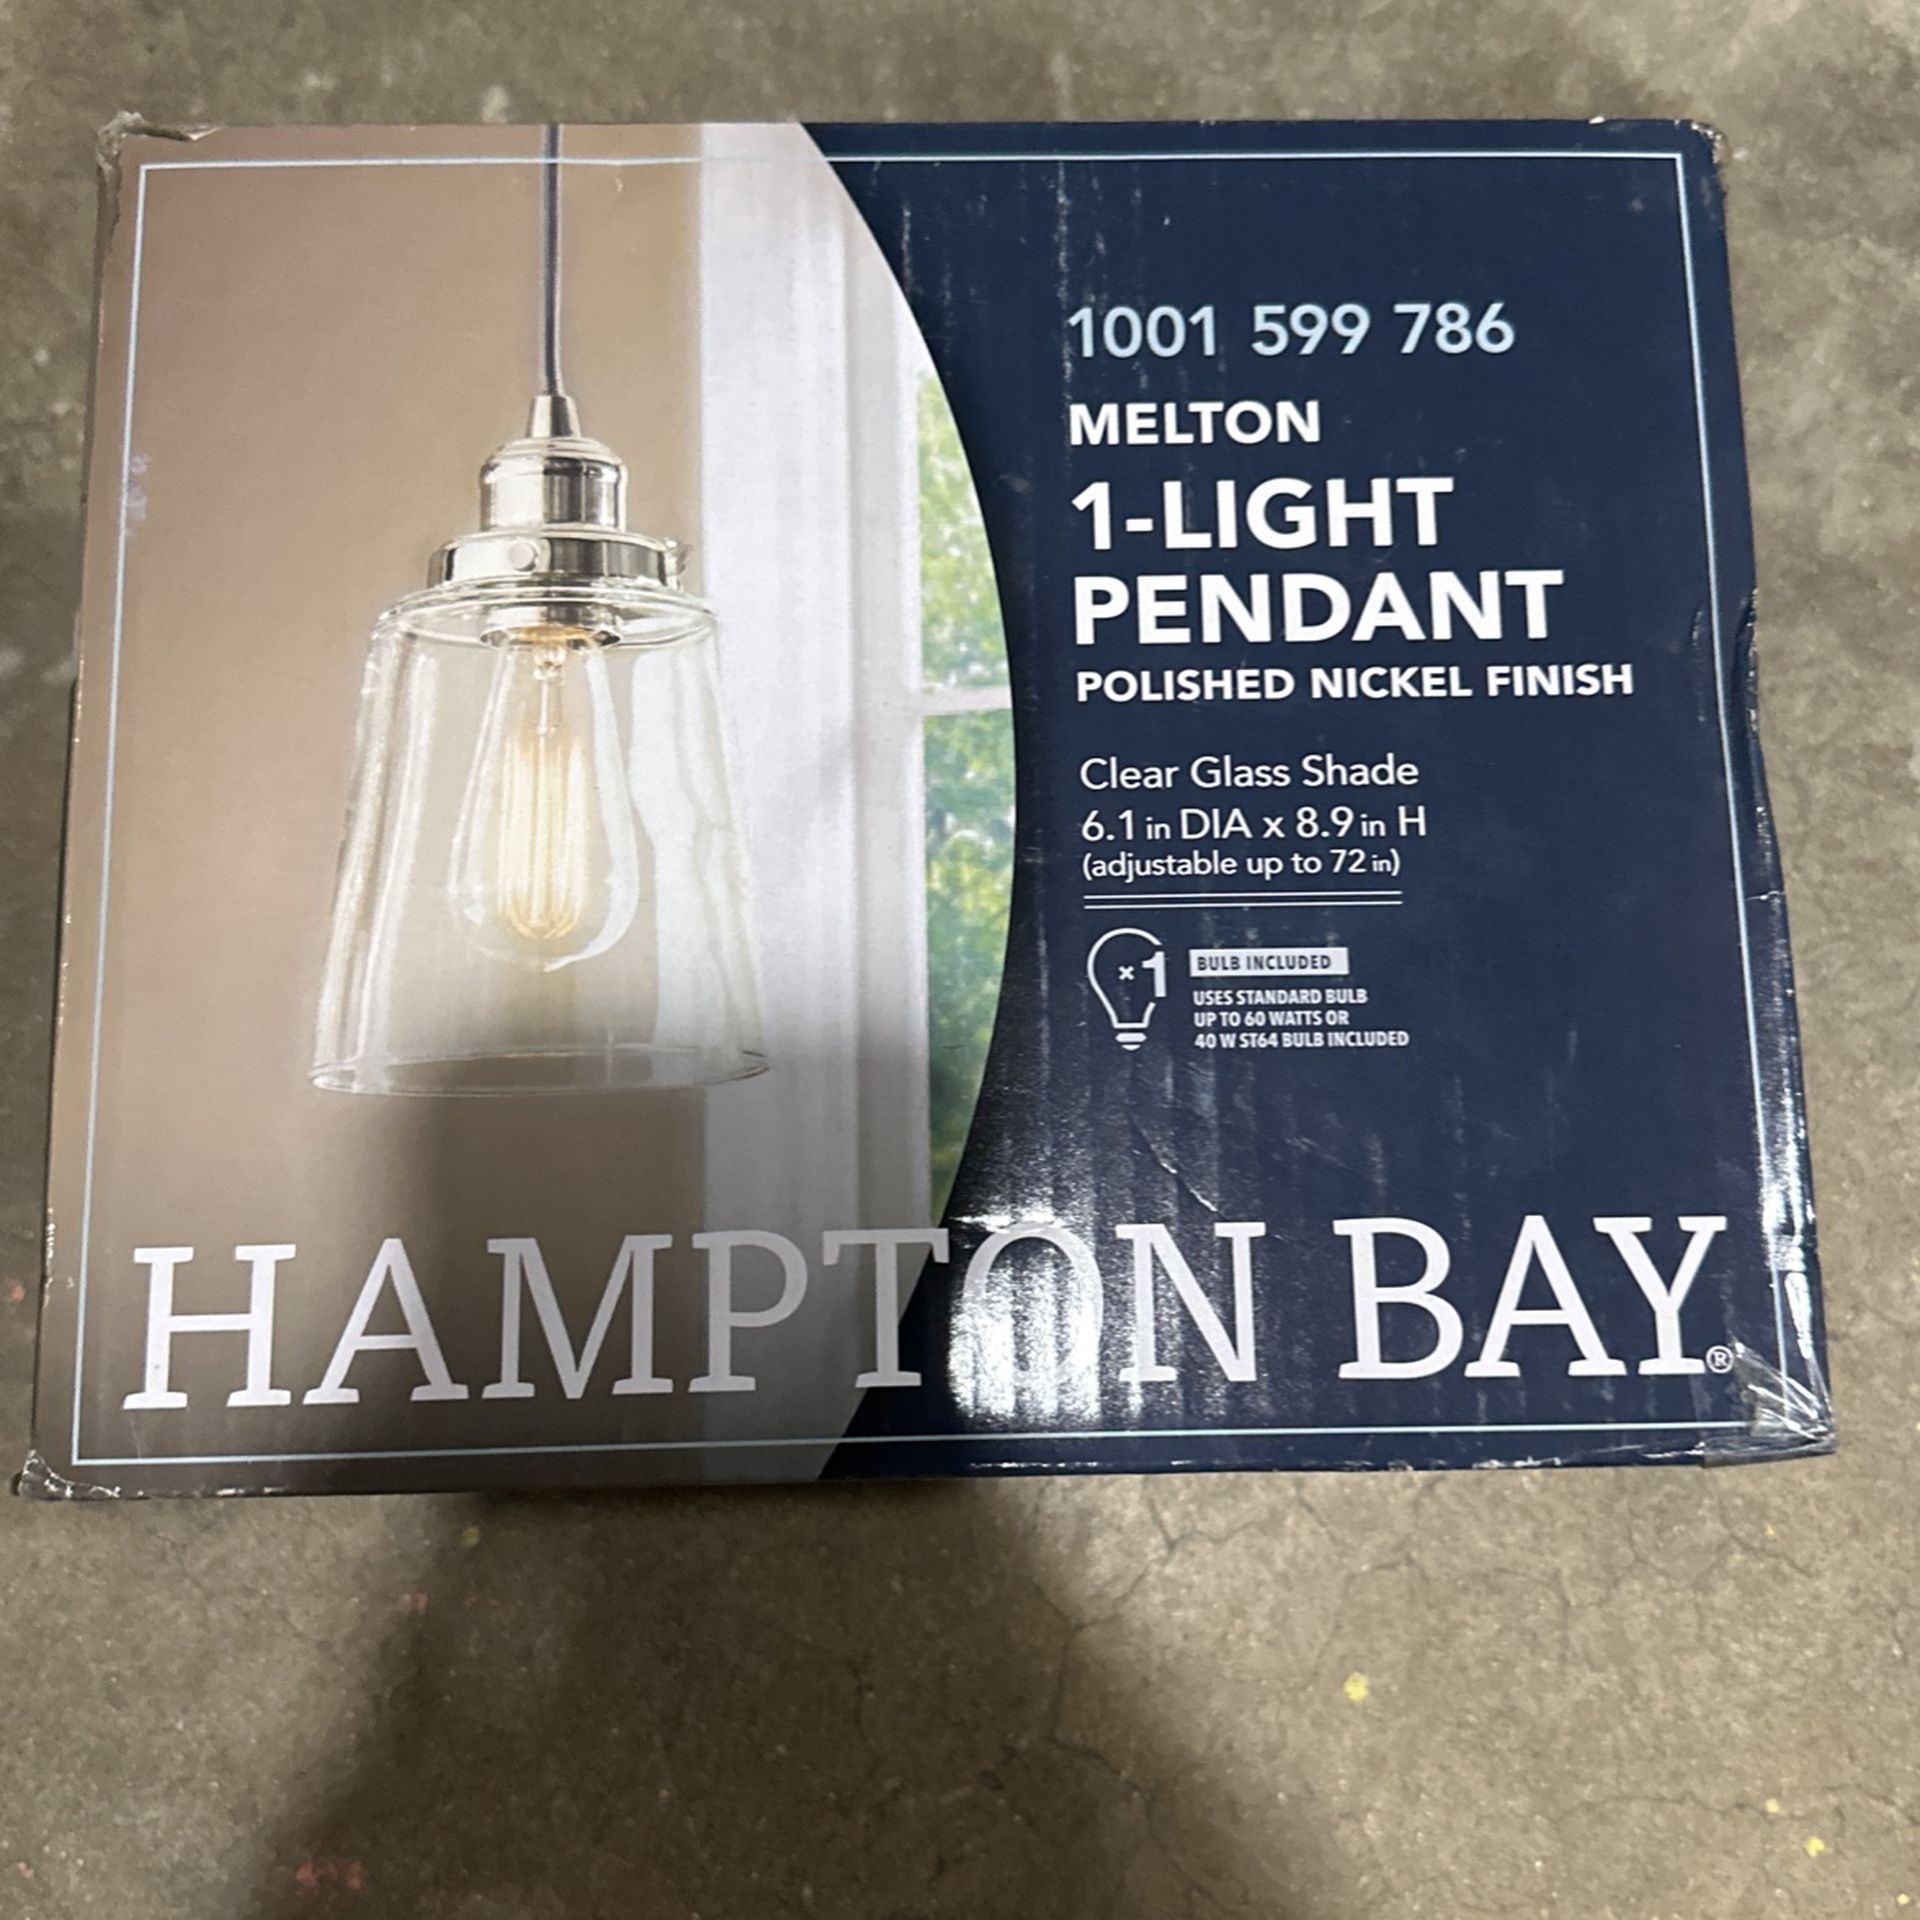 1001 599 786
MELTON
1-LIGHT
PENDANT
POLISHED NICKEL FINISH
Clear Glass Shade
6.1 in DIA x 8.9 in H
(adjustable up to 72 in)
×1
BULB INCLUDED
USES STANDARD BULB
UP TO 60 WATTS OR
40 W ST64 BULB INCLUDED
HAMPTON BAY®